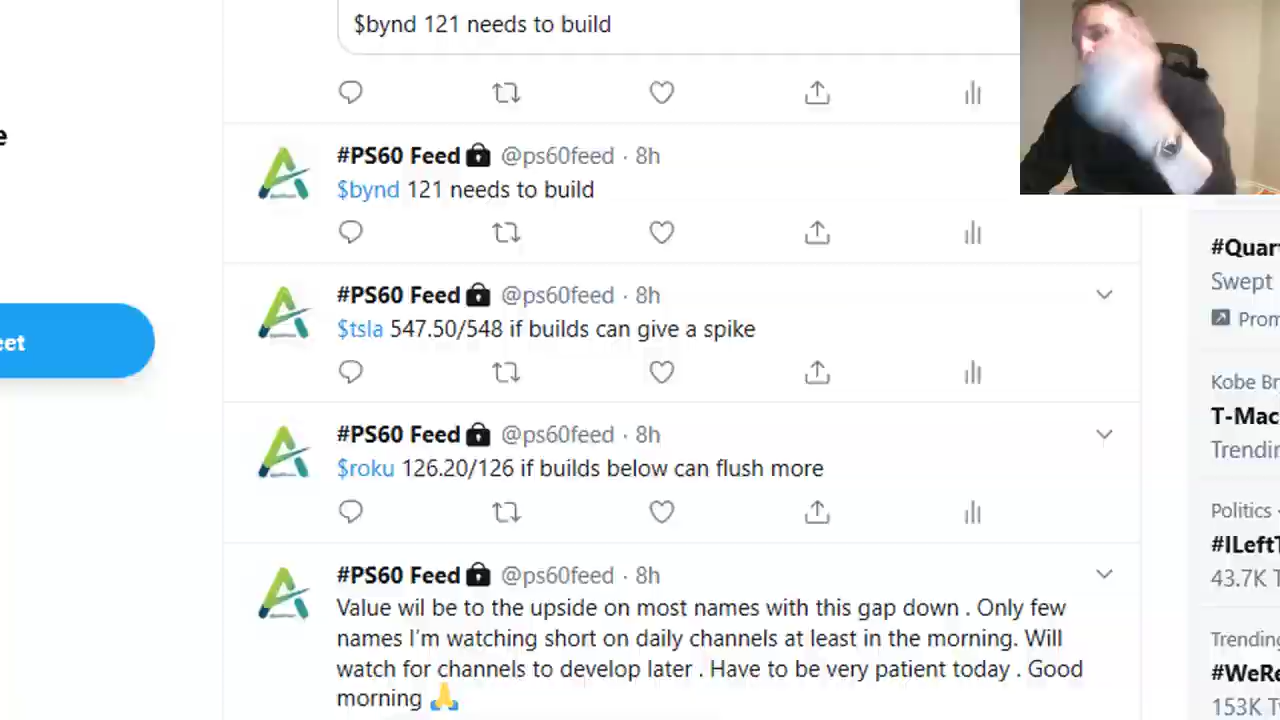 $bynd 121 needs to build
e
#PS60 Feed @ps60feed · 8h
$bynd 121 needs to build
#PS60 Feed @ps60feed · 8h
$tsla 547.50/548 if builds can give a spike
#PS60 Feed @ps60feed · 8h
$roku 126.20/126 if builds below can flush more
#PS60 Feed @ps60feed · 8h
Value wil be to the upside on most names with this gap down . Only few
names I'm watching short on daily channels at least in the morning. Will
watch for channels to develop later . Have to be very patient today . Good
morning 🙏
eet
#Quar
Swept
Prom
Kobe Br
T-Mac
Trendin
Politics ·
#ILeftT
43.7K T
Trending
#WeRe
153K Tw